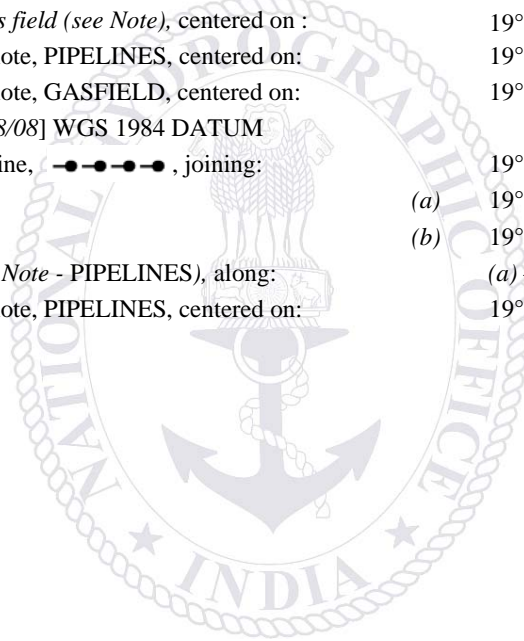 s field (see Note), centered on : 19°
ote, PIPELINES, centered on: 19°
ote, GASFIELD, centered on: 19°
8/08] WGS 1984 DATUM
ine, , joining: 19°
(a) 19°
(b) 19°
Note - PIPELINES), along: (a)
ote, PIPELINES, centered on: 19°
NATIONAL HYDROGRAPHIC OFFICE
INDIA